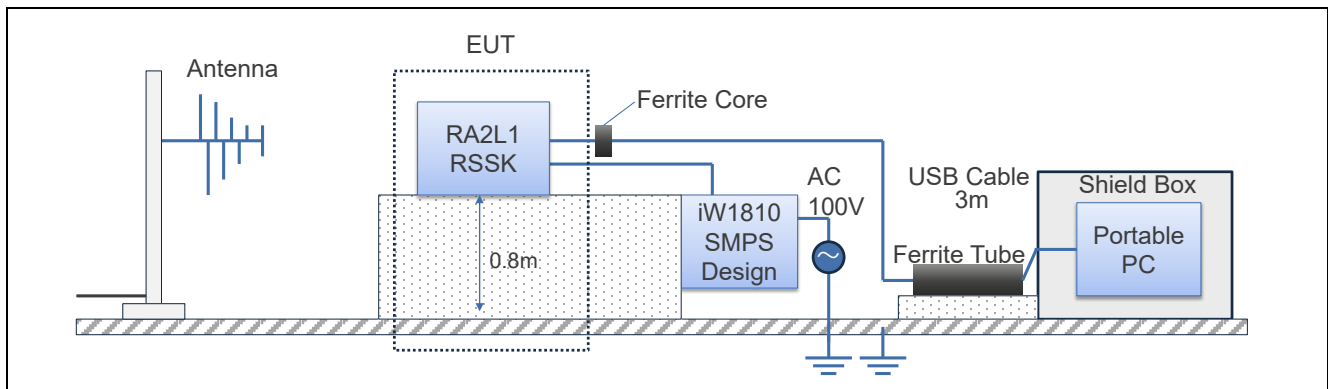 EUT
Antenna
Ferrite Core
RA2L1
RSSK
AC
100V
USB Cable
3m
Shield Box
iW1810
SMPS
Design
Portable
PC
0.8m
Ferrite Tube